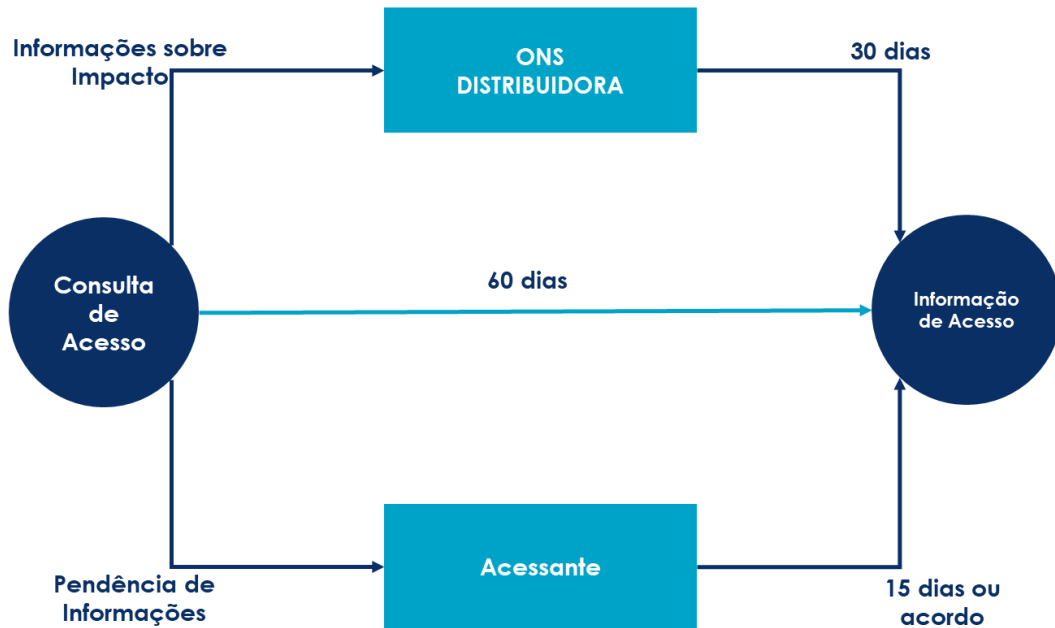 Informações sobre
Impacto
ONS
DISTRIBUIDORA
30 dias
Consulta
de
Acesso
60 dias
Informação
de Acesso
Pendência de
Informações
Acessante
15 dias ou
acordo